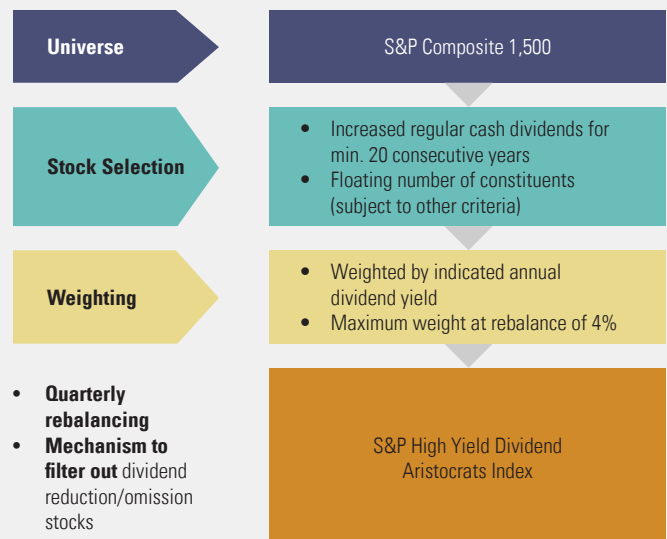 Universe
S&P Composite 1,500
Stock Selection
• Increased regular cash dividends for
min. 20 consecutive years
• Floating number of constituents
(subject to other criteria)
Weighting
• Weighted by indicated annual
dividend yield
• Maximum weight at rebalance of 4%
• Quarterly
rebalancing
• Mechanism to
filter out dividend
reduction/omission
stocks
S&P High Yield Dividend
Aristocrats Index